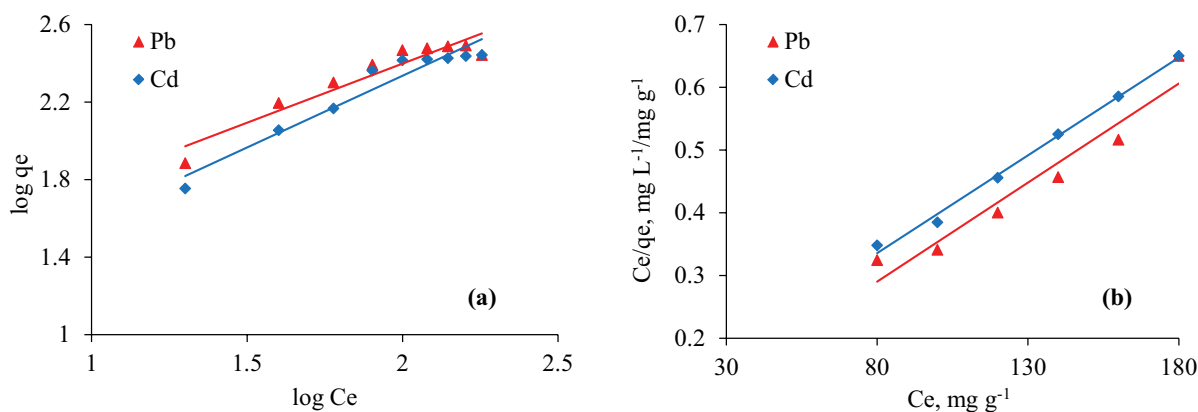 2.6
2.2
1.8
1.4
1
log qe
Pb
Cd
(a)
1
1.5
2
2.5
log Ce
0.7
0.6
0.5
0.4
0.3
0.2
Ce/qe, mg L⁻¹/mg g⁻¹
Pb
Cd
(b)
30
80
130
180
Ce, mg g⁻¹